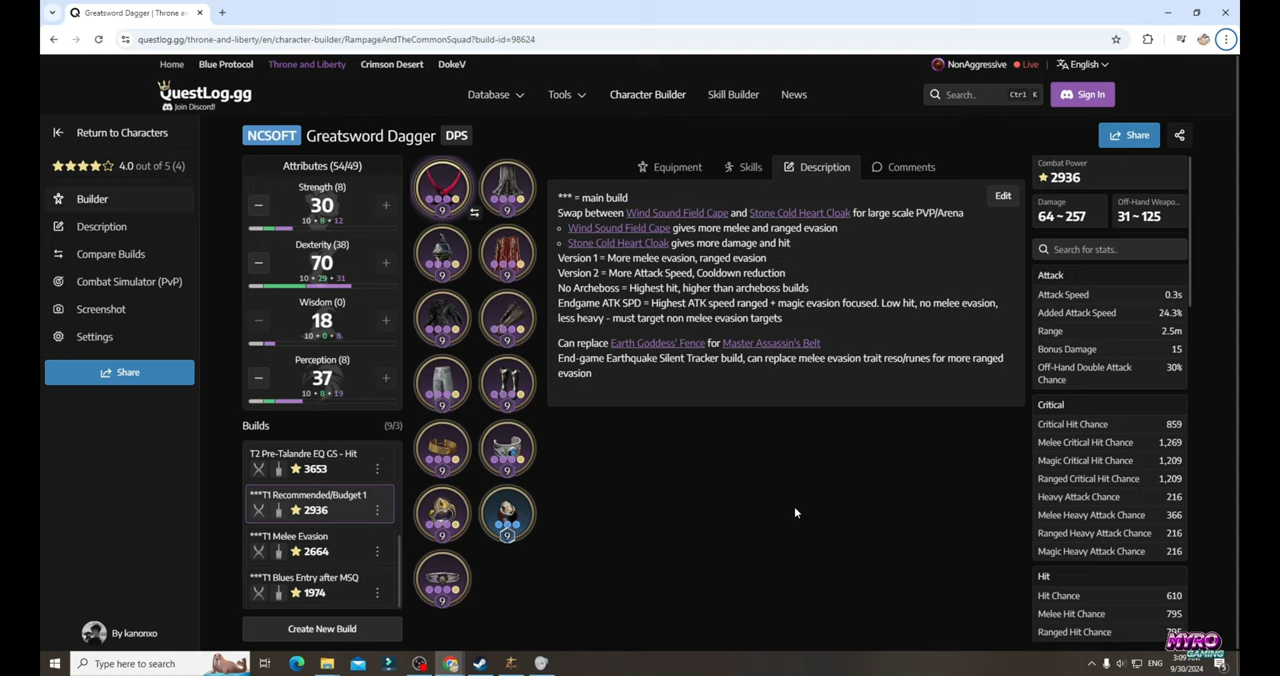 Greatsword Dagger | Throne an
questlog.gg/throne-and-liberty/en/character-builder/RampageAndTheCommonSquad?build-id=98624
Home Blue Protocol Throne and Liberty Crimson Desert DokeV
NonAggressive Live English
QuestLog.gg
Join Discord!
Database Tools Character Builder Skill Builder News
Search.. Ctrl K
Sign In
Return to Characters
4.0 out of 5 (4)
Builder
Description
Compare Builds
Combat Simulator (PvP)
Screenshot
Settings
Share
By kanonxo
NCSOFT Greatsword Dagger DPS
Share
Attributes (54/49)
Strength (8)
30
10 + 8 + 12
Dexterity (38)
70
10 + 29 + 31
Wisdom (0)
18
10 + 0 + 8
Perception (8)
37
10 + 8 + 19
Builds (9/3)
T2 Pre-Talandre EQ GS - Hit
3653
***T1 Recommended/Budget 1
2936
***T1 Melee Evasion
2664
***T1 Blues Entry after MSQ
1974
Create New Build
9 9
9 9
9 9
9 9
9 9
9 9
9
Equipment Skills Description Comments
Edit
*** = main build
Swap between Wind Sound Field Cape and Stone Cold Heart Cloak for large scale PVP/Arena
Wind Sound Field Cape gives more melee and ranged evasion
Stone Cold Heart Cloak gives more damage and hit
Version 1 = More melee evasion, ranged evasion
Version 2 = More Attack Speed, Cooldown reduction
No Archeboss = Highest hit, higher than archeboss builds
Endgame ATK SPD = Highest ATK speed ranged + magic evasion focused. Low hit, no melee evasion,
less heavy - must target non melee evasion targets
Can replace Earth Goddess' Fence for Master Assassin's Belt
End-game Earthquake Silent Tracker build, can replace melee evasion trait reso/runes for more ranged
evasion
Combat Power
2936
Damage Off-Hand Weapo...
64 ~ 257 31 ~ 125
Search for stats..
Attack
Attack Speed 0.3s
Added Attack Speed 24.3%
Range 2.5m
Bonus Damage 15
Off-Hand Double Attack
Chance 30%
Critical
Critical Hit Chance 859
Melee Critical Hit Chance 1,269
Magic Critical Hit Chance 1,209
Ranged Critical Hit Chance 1,209
Heavy Attack Chance 216
Melee Heavy Attack Chance 366
Ranged Heavy Attack Chance 216
Magic Heavy Attack Chance 216
Hit
Hit Chance 610
Melee Hit Chance 795
Ranged Hit Chance
MYRO
GAMING
Type here to search
ENG
9/30/2024